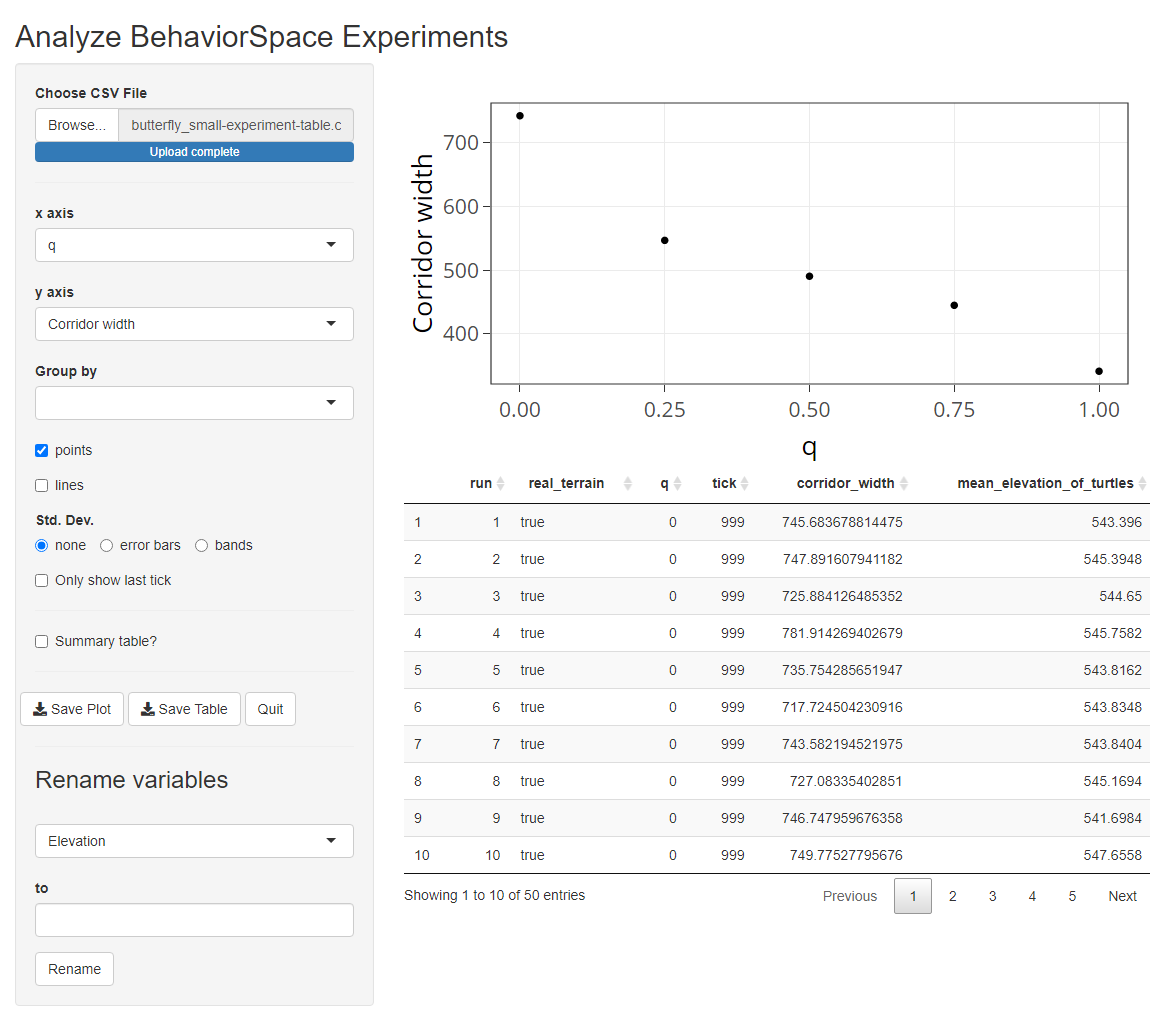 Analyze BehaviorSpace Experiments
Choose CSV File
Browse... butterfly_small-experiment-table.c
Upload complete
x axis
q
y axis
Corridor width
Group by
points
lines
Std. Dev.
none error bars bands
Only show last tick
Summary table?
Save Plot Save Table Quit
Rename variables
Elevation
to
Rename
Corridor width
700
600
500
400
0.00 0.25 0.50 0.75 1.00
q
run real_terrain q tick corridor_width mean_elevation_of_turtles
1 1 true 0 999 745.683678814475 543.396
2 2 true 0 999 747.891607941182 545.3948
3 3 true 0 999 725.884126485352 544.65
4 4 true 0 999 781.914269402679 545.7582
5 5 true 0 999 735.754285651947 543.8162
6 6 true 0 999 717.724504230916 543.8348
7 7 true 0 999 743.582194521975 543.8404
8 8 true 0 999 727.08335402851 545.1694
9 9 true 0 999 746.747959676358 541.6984
10 10 true 0 999 749.77527795676 547.6558
Showing 1 to 10 of 50 entries
Previous 1 2 3 4 5 Next